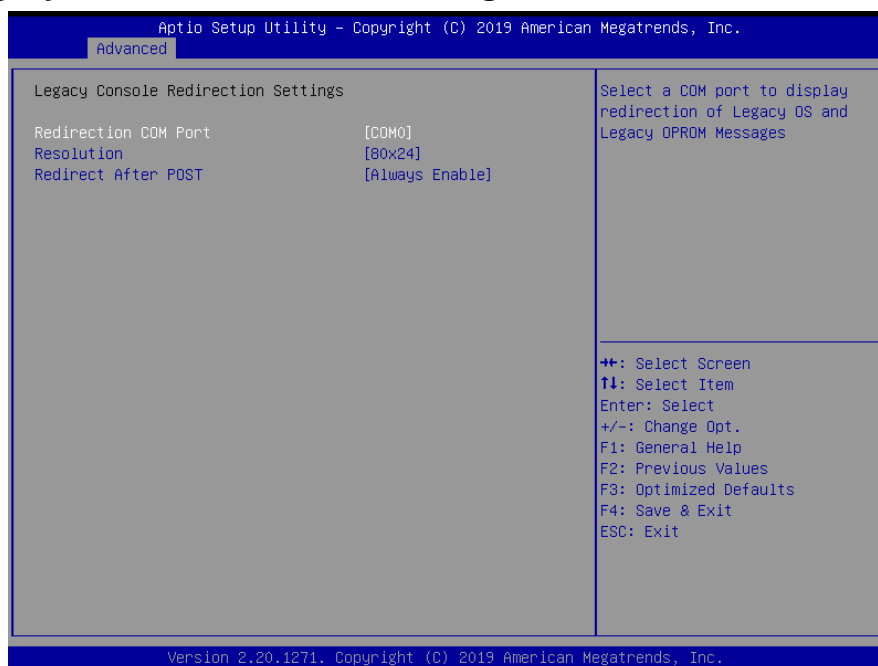 Aptio Setup Utility – Copyright (C) 2019 American Megatrends, Inc.
Advanced
Legacy Console Redirection Settings
Redirection COM Port [COM0]
Resolution [80x24]
Redirect After POST [Always Enable]
Select a COM port to display
redirection of Legacy OS and
Legacy OPROM Messages
→←: Select Screen
↑↓: Select Item
Enter: Select
+/-: Change Opt.
F1: General Help
F2: Previous Values
F3: Optimized Defaults
F4: Save & Exit
ESC: Exit
Version 2.20.1271. Copyright (C) 2019 American Megatrends, Inc.